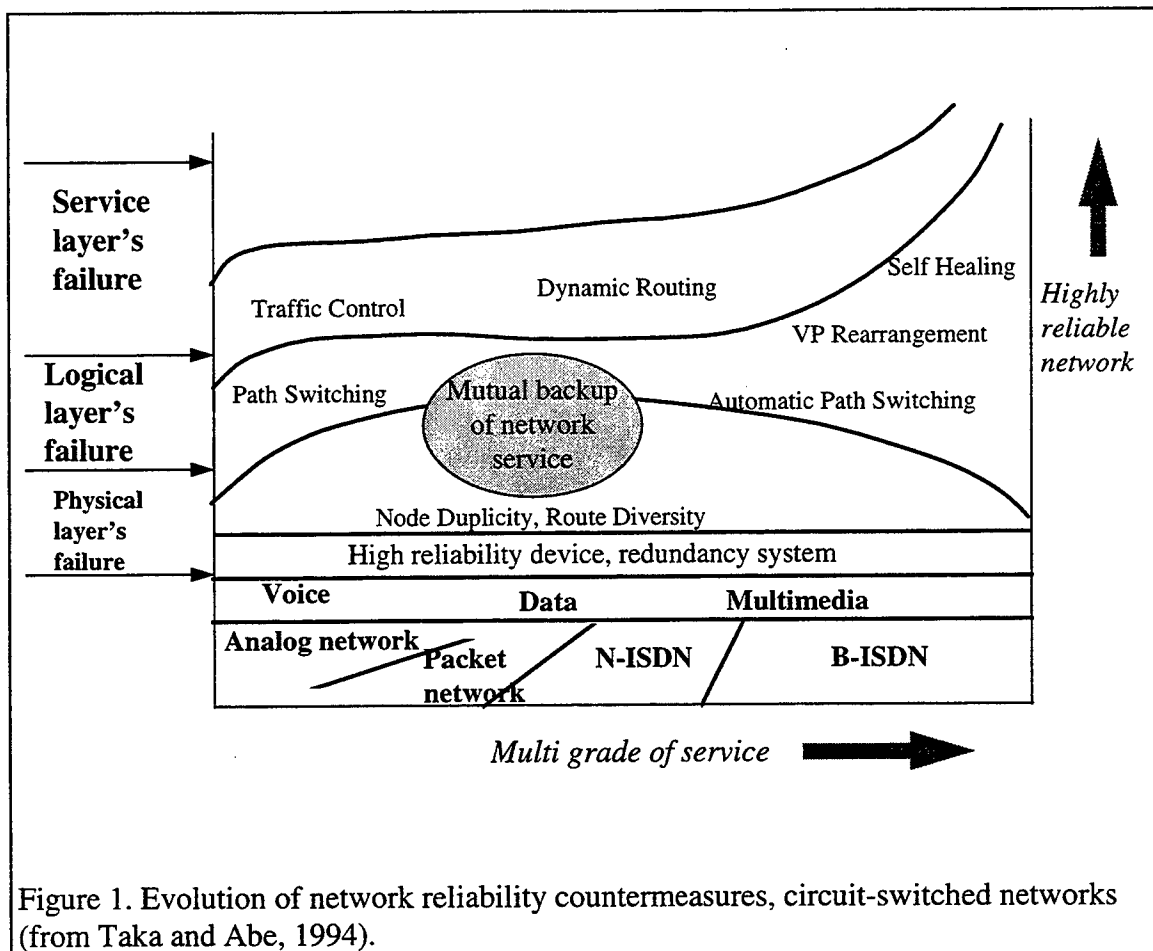 Service
layer's
failure
Logical
layer's
failure
Physical
layer's
failure
Traffic Control
Dynamic Routing
Self Healing
VP Rearrangement
Path Switching
Mutual backup
of network
service
Automatic Path Switching
Node Duplicity, Route Diversity
High reliability device, redundancy system
Voice
Data
Multimedia
Analog network
Packet
network
N-ISDN
B-ISDN
Highly
reliable
network
Multi grade of service
Figure 1. Evolution of network reliability countermeasures, circuit-switched networks
(from Taka and Abe, 1994).